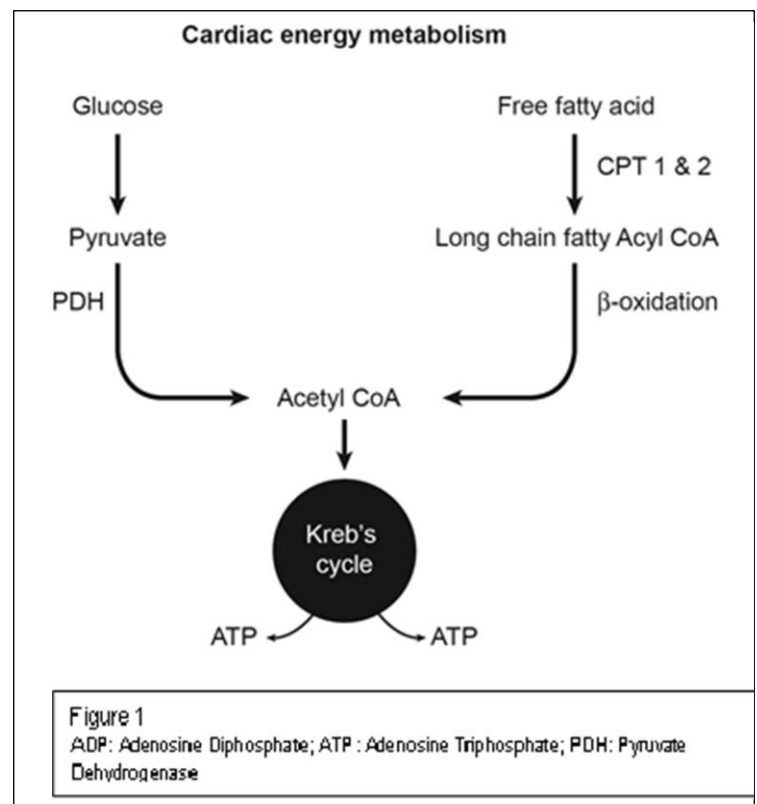 Cardiac energy metabolism
Glucose
Free fatty acid
CPT 1 & 2
Pyruvate
Long chain fatty Acyl CoA
PDH
β-oxidation
Acetyl CoA
Kreb's
cycle
ATP
ATP
Figure 1
ADP: Adenosine Diphosphate; ATP : Adenosine Triphosphate; PDH: Pyruvate
Dehydrogenase